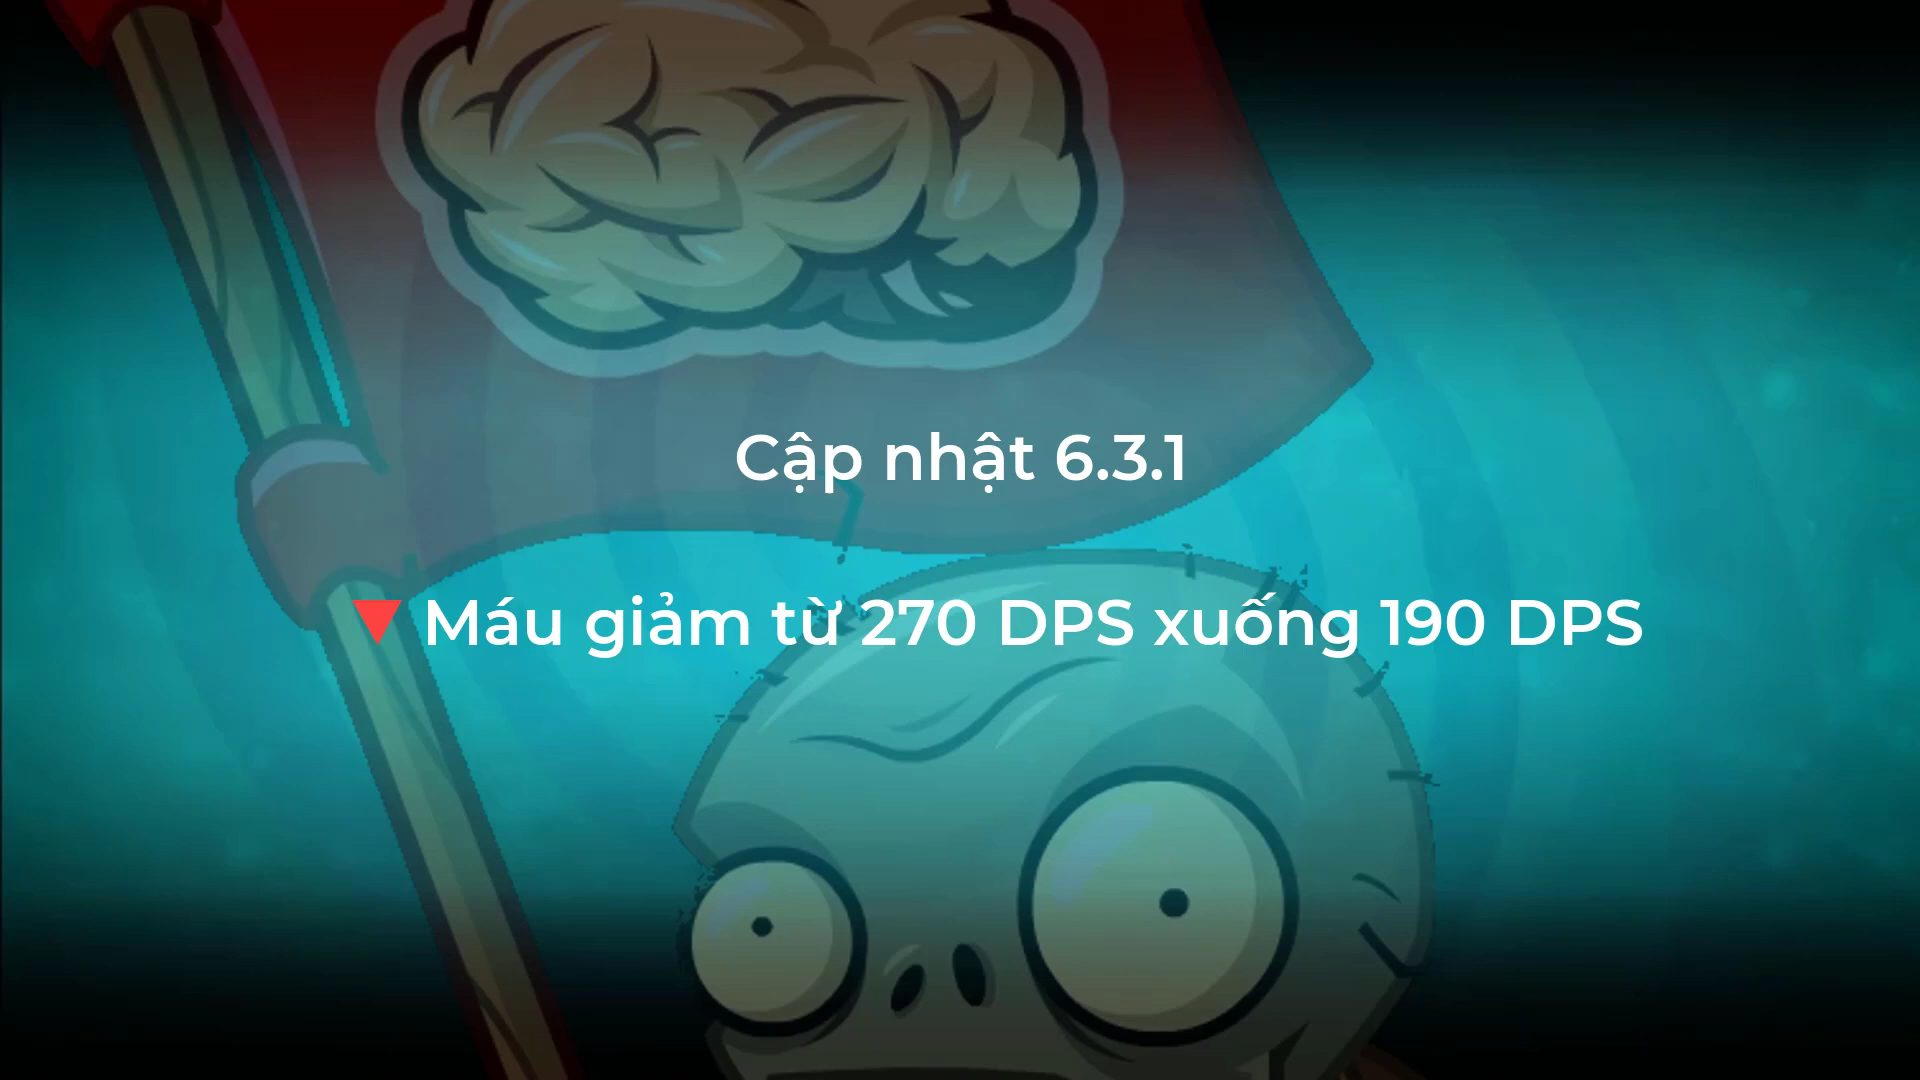 Cập nhật 6.3.1
Máu giảm từ 270 DPS xuống 190 DPS